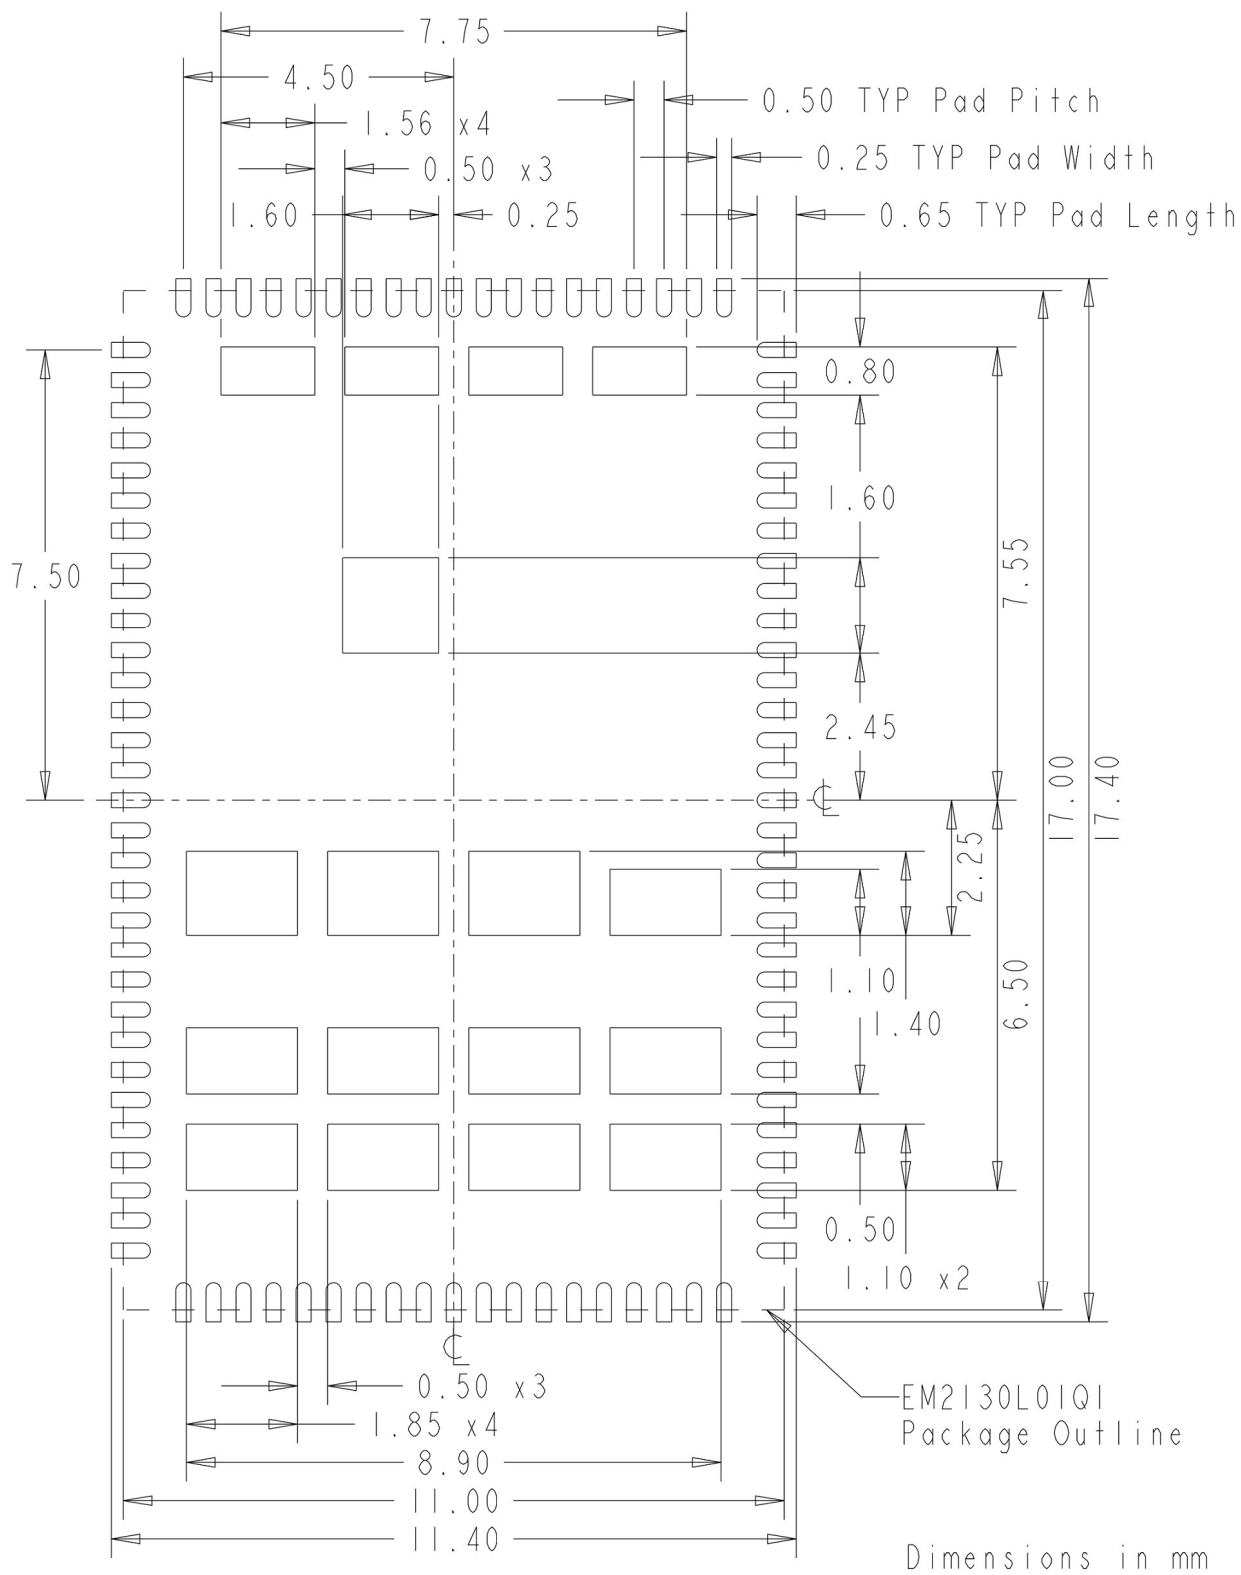 7.75
4.50
0.50 TYP Pad Pitch
1.56 x4
0.25 TYP Pad Width
0.50 x3
1.60
0.25
0.65 TYP Pad Length
0.80
1.60
7.55
7.50
2.45
17.00
17.40
2.25
1.10
6.50
1.40
0.50
1.10 x2
0.50 x3
EM2130L01QI
1.85 x4
Package Outline
8.90
11.00
11.40
Dimensions in mm